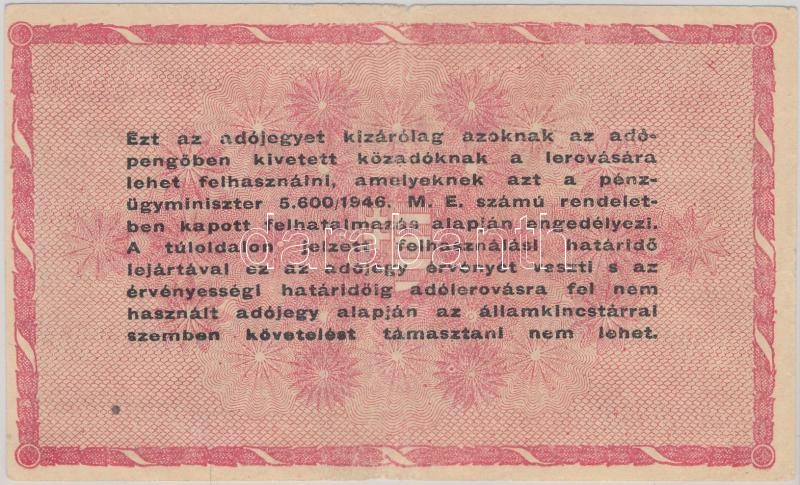 Ezt az adójegyet kizárólag azoknak az adó-
pengőben kivetett közadóknak a lerovására
lehet felhasználni, amelyeknek azt a pénz-
ügyminiszter 5.600/1946. M. E. számú rendelet-
ben kapott felhatalmazás alapján engedélyezi.
A túloldalon jelzett felhasználási határidő
lejártával ez az adójegy érvényét veszti s az
érvényességi határidőig adólerovásra fel nem
használt adójegy alapján az államkincstárral
szemben követelést támasztani nem lehet.
darabanth